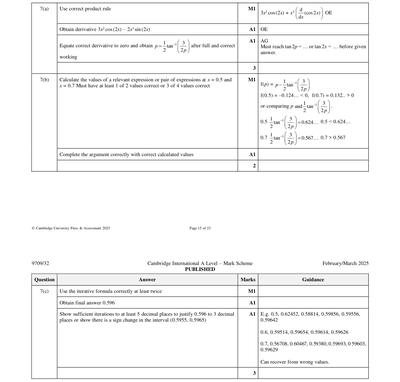 7(a)
Use correct product rule
M1
3x² cos(2x) + x³ (d/dx (cos 2x)) OE
Obtain derivative 3x² cos(2x) − 2x³ sin(2x)
A1
OE
Equate correct derivative to zero and obtain p = 1/2 tan⁻¹(3/2p) after full and correct
working
A1
AG
Must reach tan 2p = … or tan 2x = … before given
answer.
3
7(b)
Calculate the values of a relevant expression or pair of expressions at x = 0.5 and
x = 0.7 Must have at least 1 of 2 values correct or 3 of 4 values correct
M1
f(p) = p − 1/2 tan⁻¹(3/2p)
f(0.5) = −0.124… < 0, f(0.7) = 0.132.. > 0
or comparing p and 1/2 tan⁻¹(3/2p).
0.5 1/2 tan⁻¹(3/2p) = 0.624… 0.5 < 0.624…
0.7 1/2 tan⁻¹(3/2p) = 0.567… 0.7 > 0.567
Complete the argument correctly with correct calculated values
A1
2
© Cambridge University Press & Assessment 2025
Page 15 of 23
9709/32
Cambridge International A Level – Mark Scheme
PUBLISHED
February/March 2025
Question
Answer
Marks
Guidance
7(c)
Use the iterative formula correctly at least twice
M1
Obtain final answer 0.596
A1
Show sufficient iterations to at least 5 decimal places to justify 0.596 to 3 decimal
places or show there is a sign change in the interval (0.5955, 0.5965)
A1
E.g. 0.5, 0.62452, 0.58814, 0.59856, 0.59556,
0.59642
0.6, 0.59514, 0.59654, 0.59614, 0.59626
0.7, 0.56708, 0.60467, 0.59380, 0.59693, 0.59603,
0.59629
Can recover from wrong values.
3